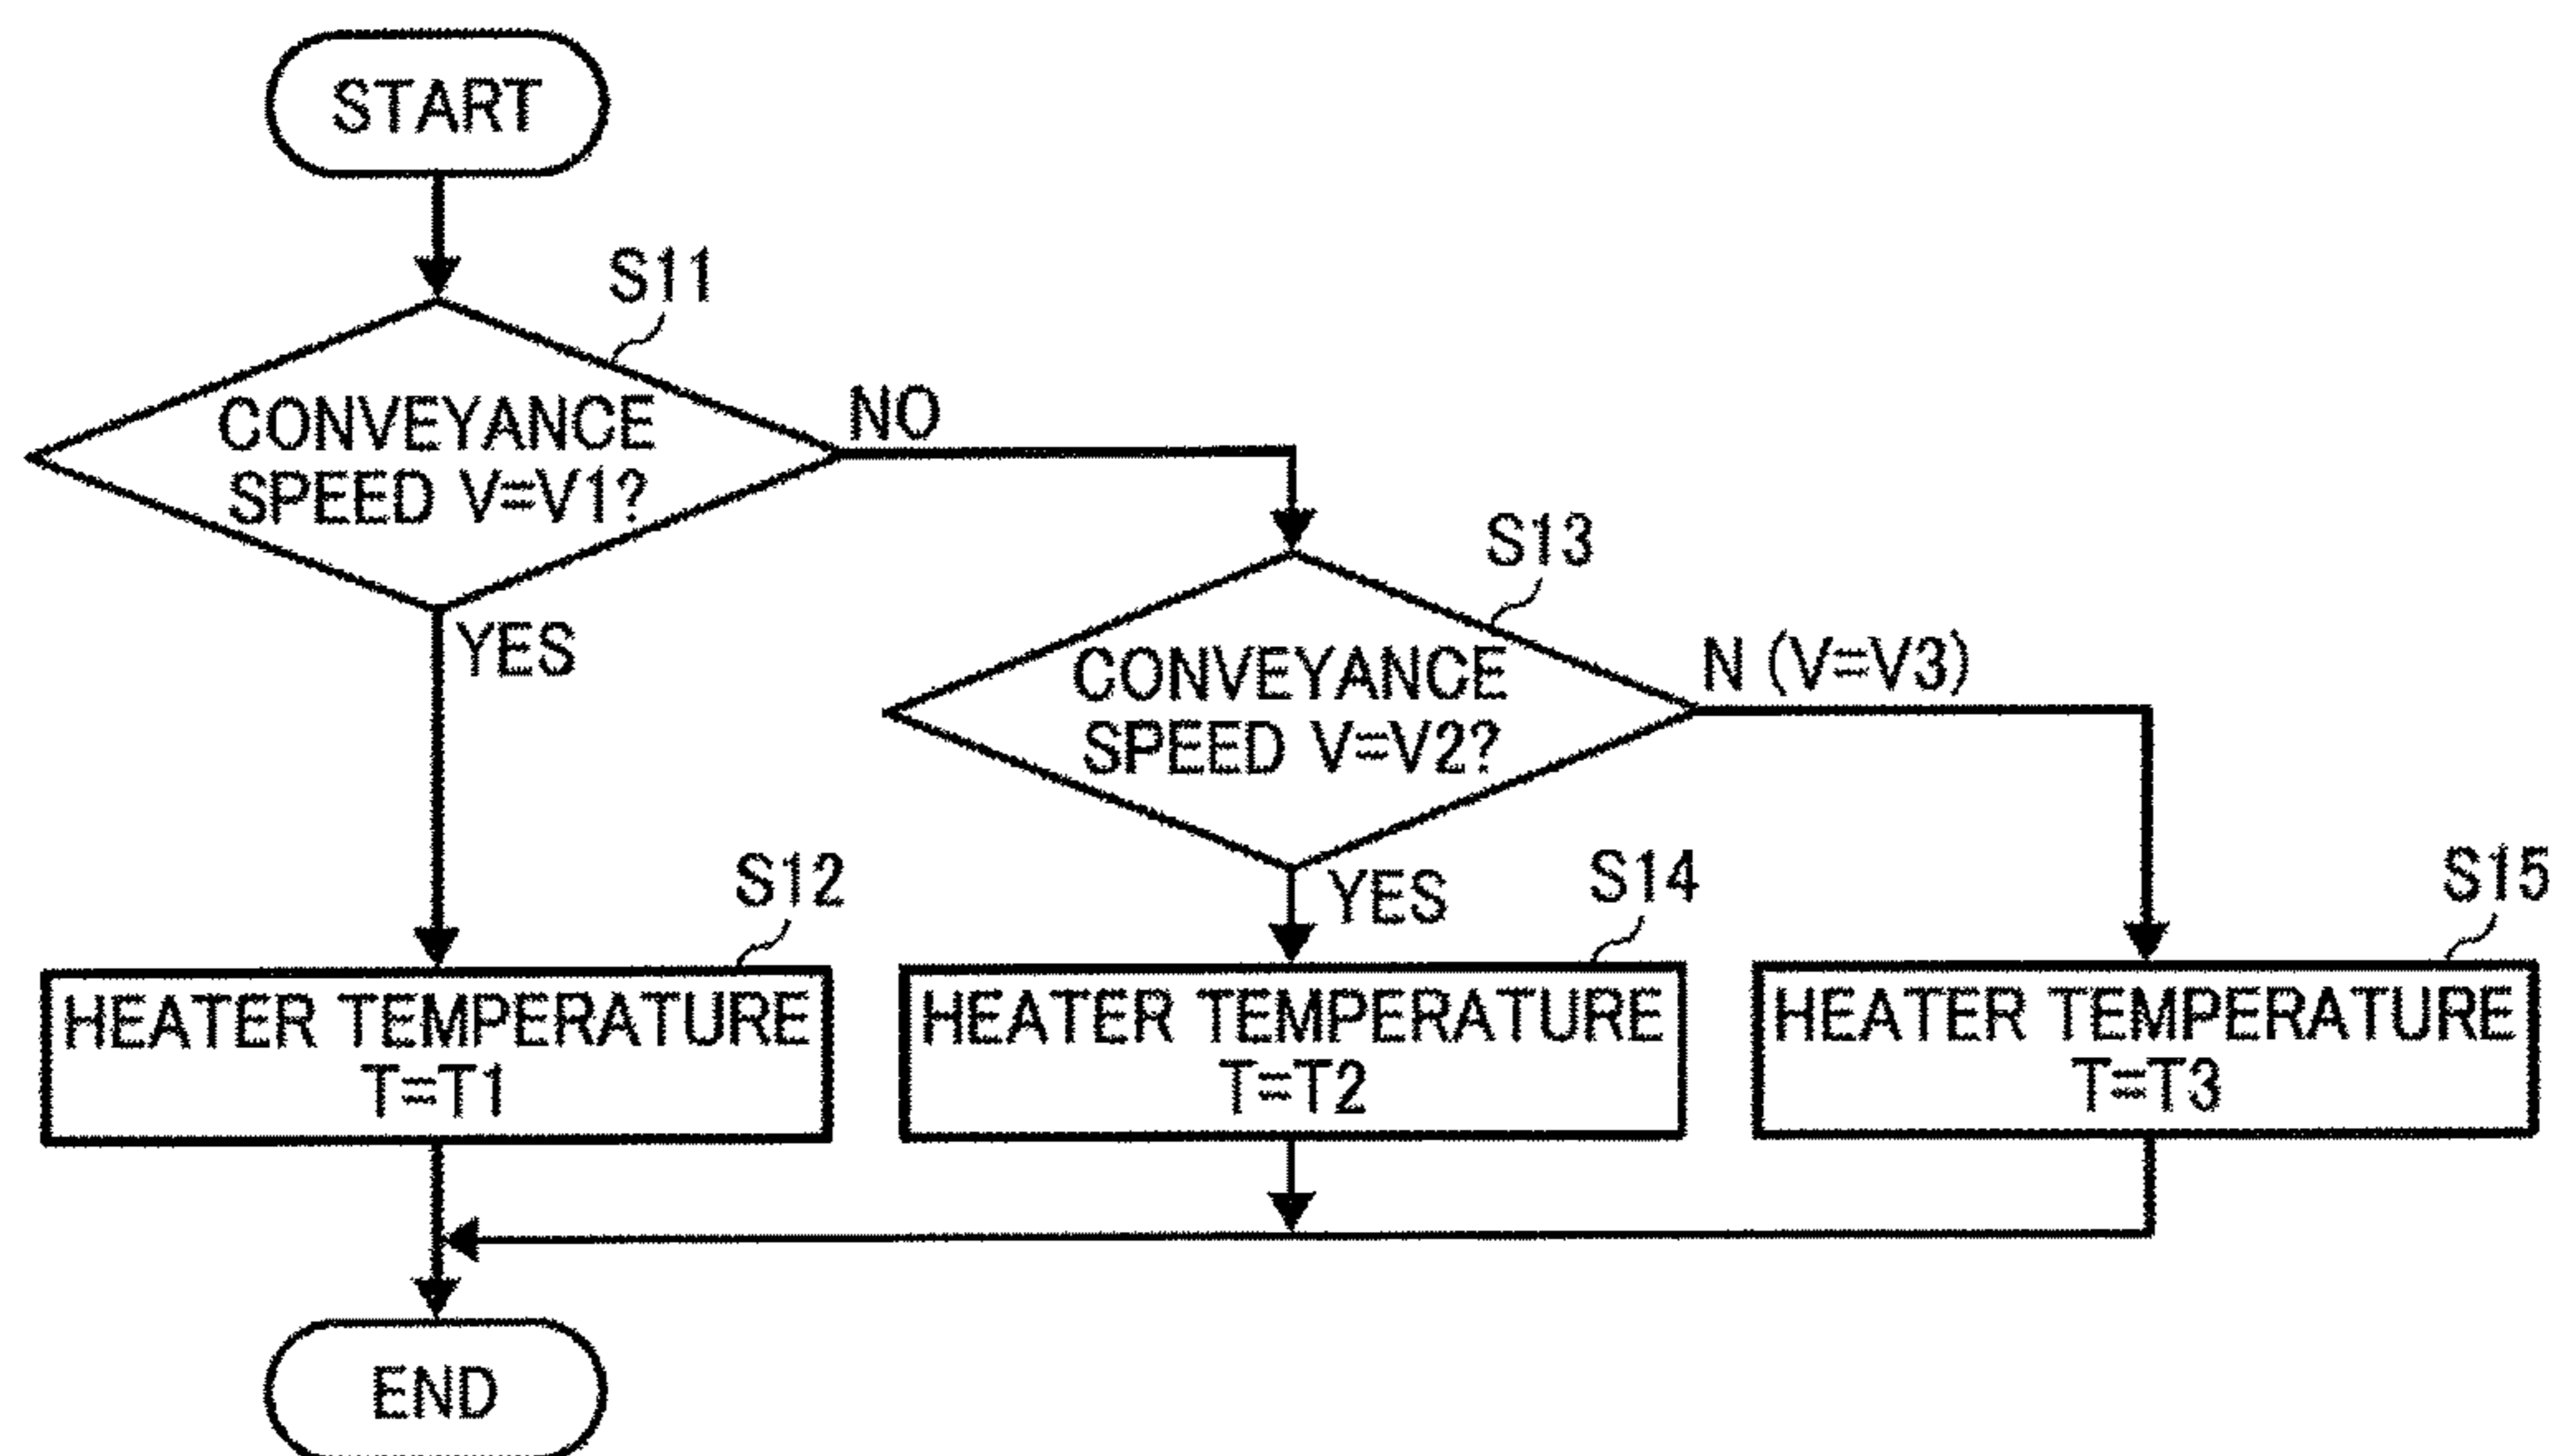 START
S11
CONVEYANCE
SPEED V=V1?
NO
YES
S13
CONVEYANCE
SPEED V=V2?
N (V=V3)
YES
S12
HEATER TEMPERATURE
T=T1
S14
HEATER TEMPERATURE
T=T2
S15
HEATER TEMPERATURE
T=T3
END